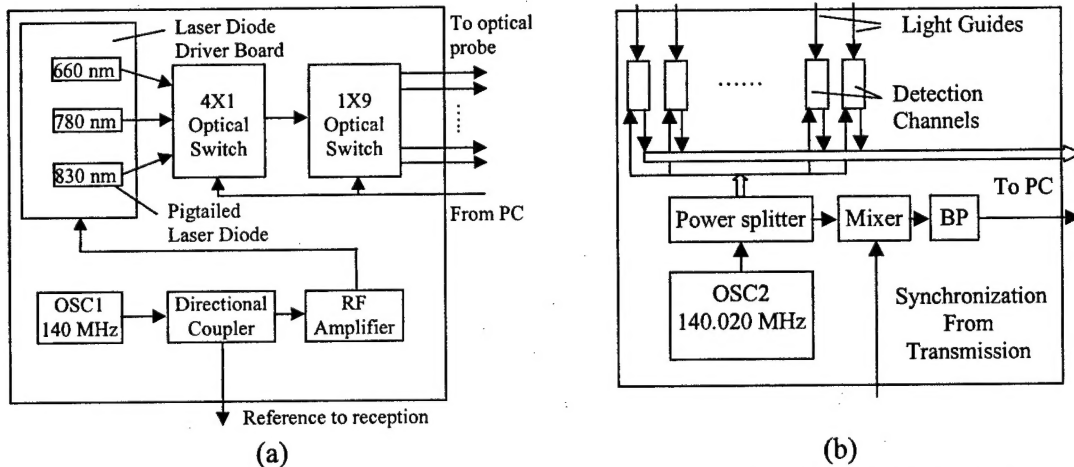 Laser Diode
Driver Board
660 nm
780 nm
830 nm
4X1
Optical
Switch
1X9
Optical
Switch
To optical
probe
From PC
Pigtailed
Laser Diode
OSC1
140 MHz
Directional
Coupler
RF
Amplifier
Reference to reception
(a)
Light Guides
......
Detection
Channels
To PC
Power splitter
Mixer
BP
OSC2
140.020 MHz
Synchronization
From
Transmission
(b)